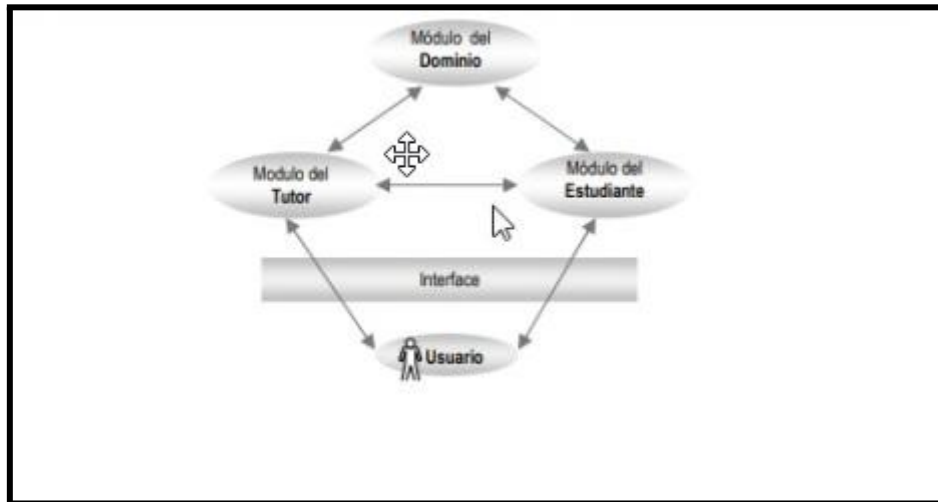 Módulo del
Dominio
Modulo del
Tutor
Módulo del
Estudiante
Interface
Usuario